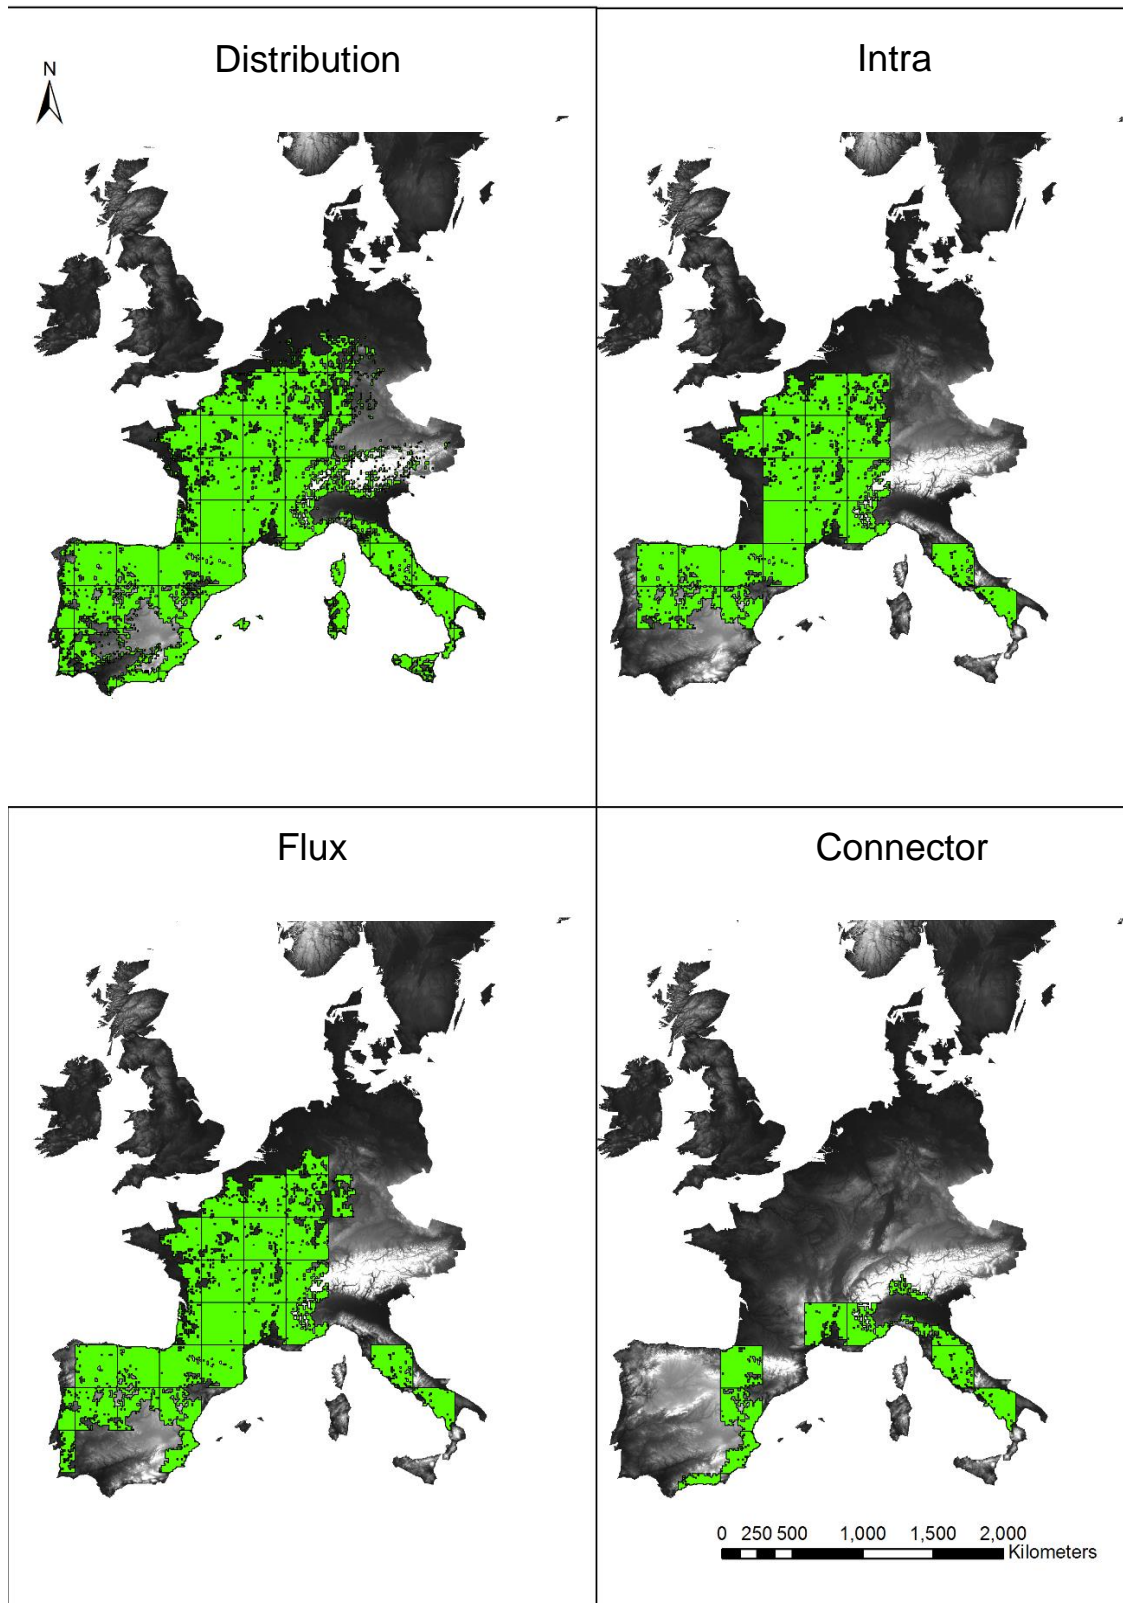 Distribution
Intra
N
Flux
Connector
0 250 500 1,000 1,500 2,000
Kilometers